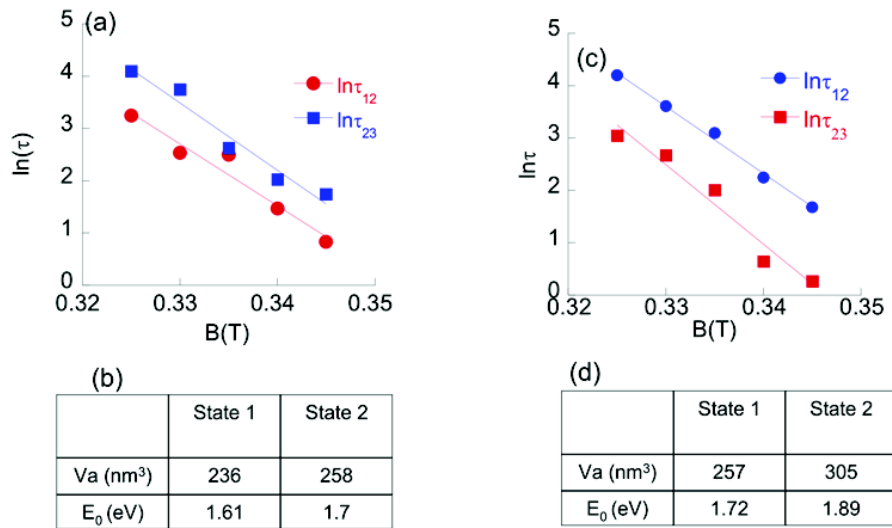 (a)
5
4
3
2
1
0
ln(τ)
lnτ12
lnτ23
0.32 0.33 0.34 0.35
B(T)
(b)
State 1 State 2
Va (nm³) 236 258
E₀ (eV) 1.61 1.7
(c)
5
4
3
2
1
0
lnτ
lnτ12
lnτ23
0.32 0.33 0.34 0.35
B(T)
(d)
State 1 State 2
Va (nm³) 257 305
E₀ (eV) 1.72 1.89